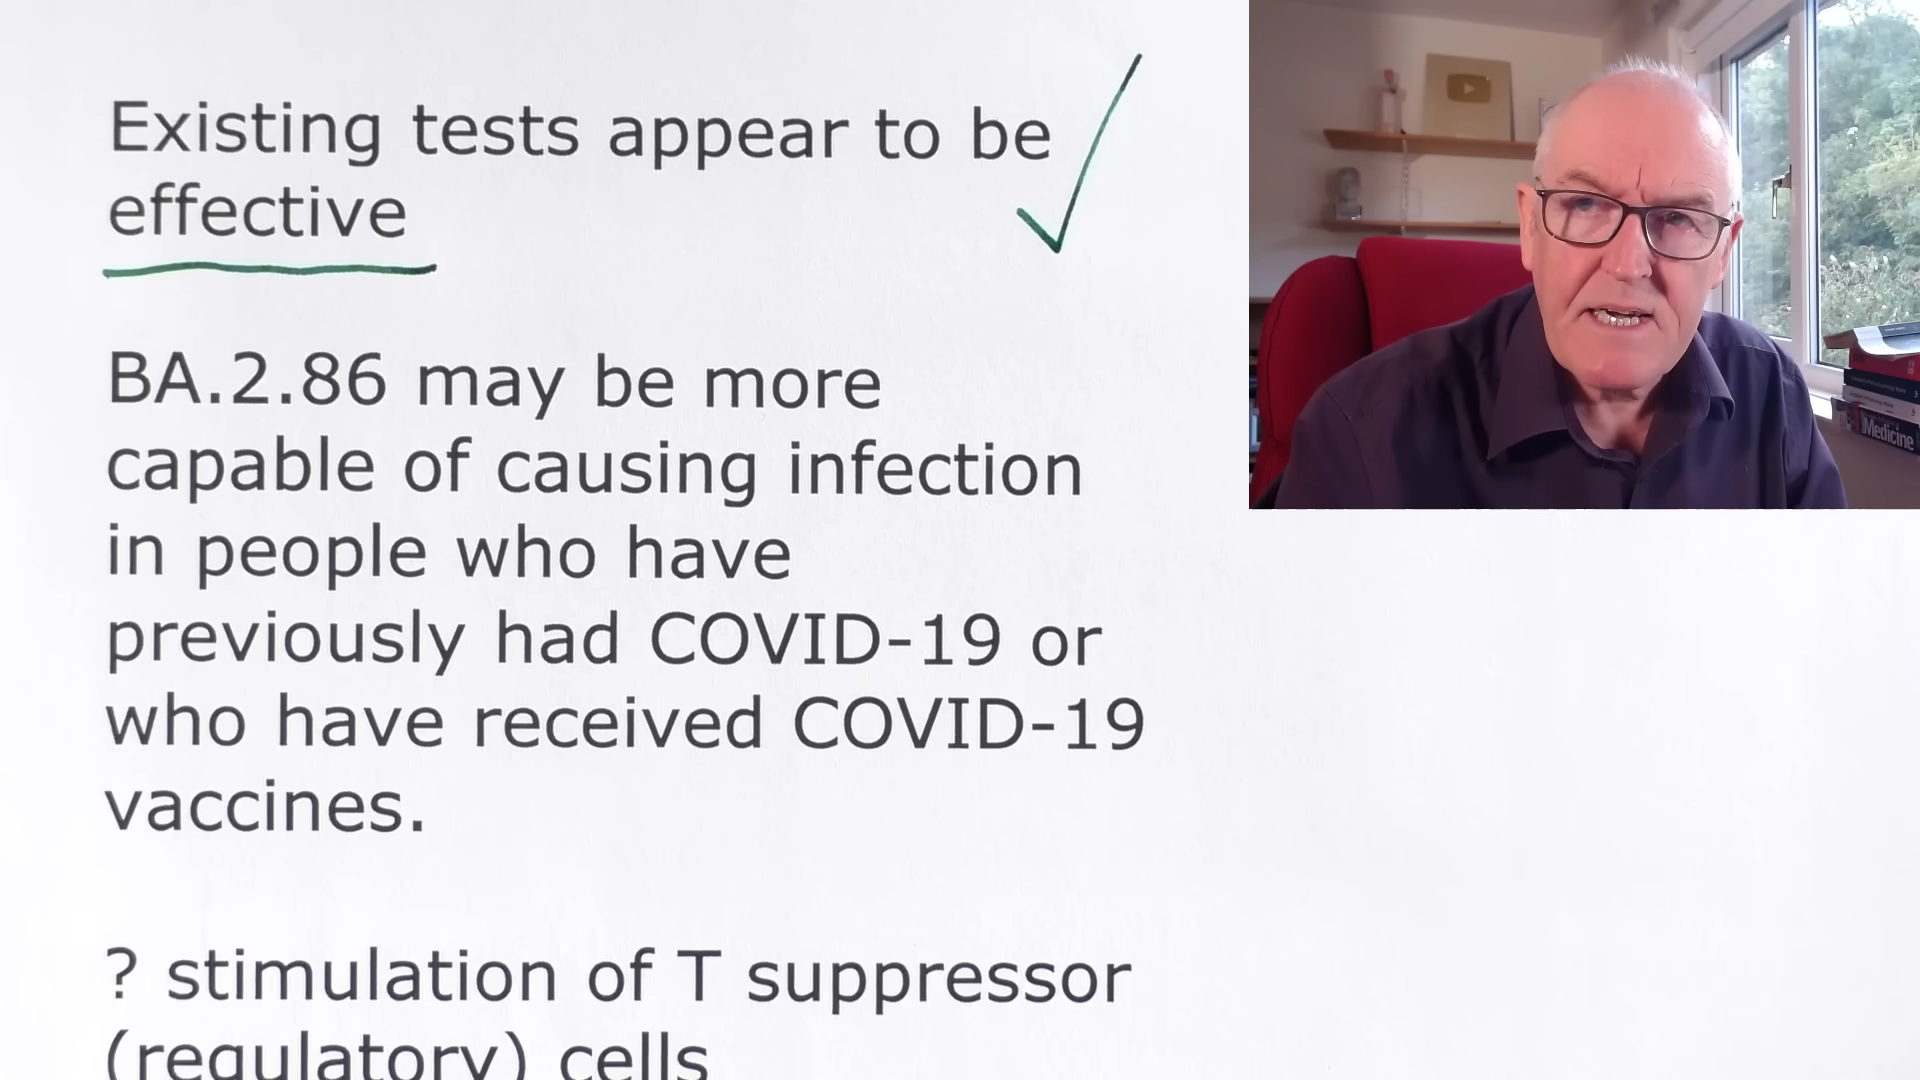 Existing tests appear to be
effective
BA.2.86 may be more
capable of causing infection
in people who have
previously had COVID-19 or
who have received COVID-19
vaccines.
? stimulation of T suppressor
(regulatory) cells
Medicine